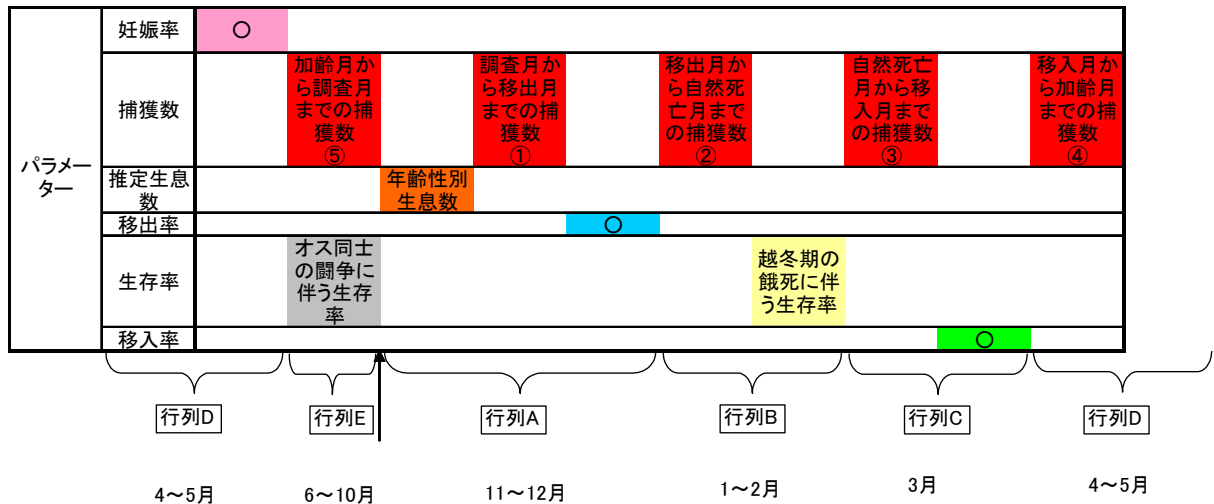 妊娠率
○
加齢月か
ら調査月
までの捕
獲数
⑤
調査月か
ら移出月
までの捕
獲数
①
移出月か
ら自然死
亡月まで
の捕獲数
②
自然死亡
月から移
入月まで
の捕獲数
③
移入月か
ら加齢月
までの捕
獲数
④
捕獲数
パラメー
ター
推定生息
数
年齢性別
生息数
移出率
○
生存率
オス同士
の闘争に
伴う生存
率
越冬期の
餓死に伴
う生存率
移入率
○
行列D
行列E
行列A
行列B
行列C
行列D
4～5月
6～10月
11～12月
1～2月
3月
4～5月